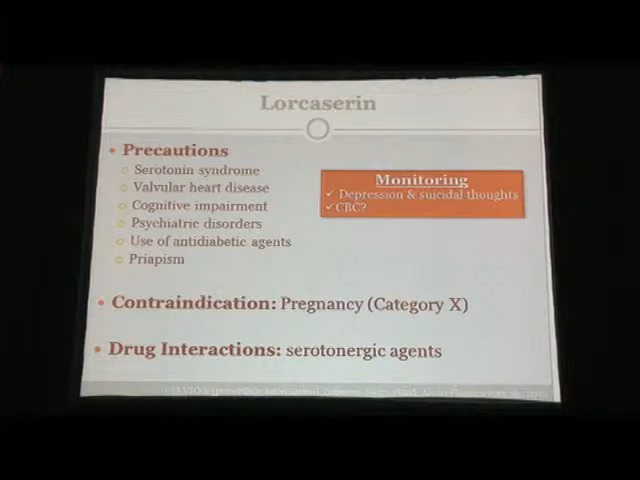 Lorcaserin
• Precautions
○ Serotonin syndrome
○ Valvular heart disease
○ Cognitive impairment
○ Psychiatric disorders
○ Use of antidiabetic agents
○ Priapism
Monitoring
✓ Depression & suicidal thoughts
✓ CBC?
• Contraindication: Pregnancy (Category X)
• Drug Interactions: serotonergic agents